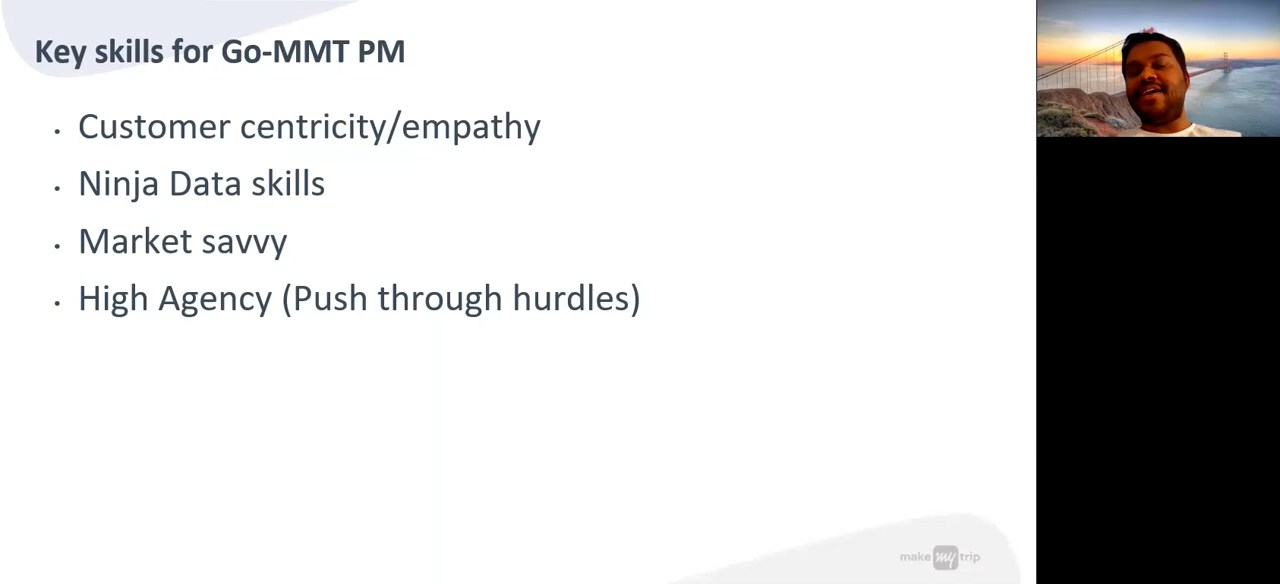 Key skills for Go-MMT PM
• Customer centricity/empathy
• Ninja Data skills
• Market savvy
• High Agency (Push through hurdles)
make my trip